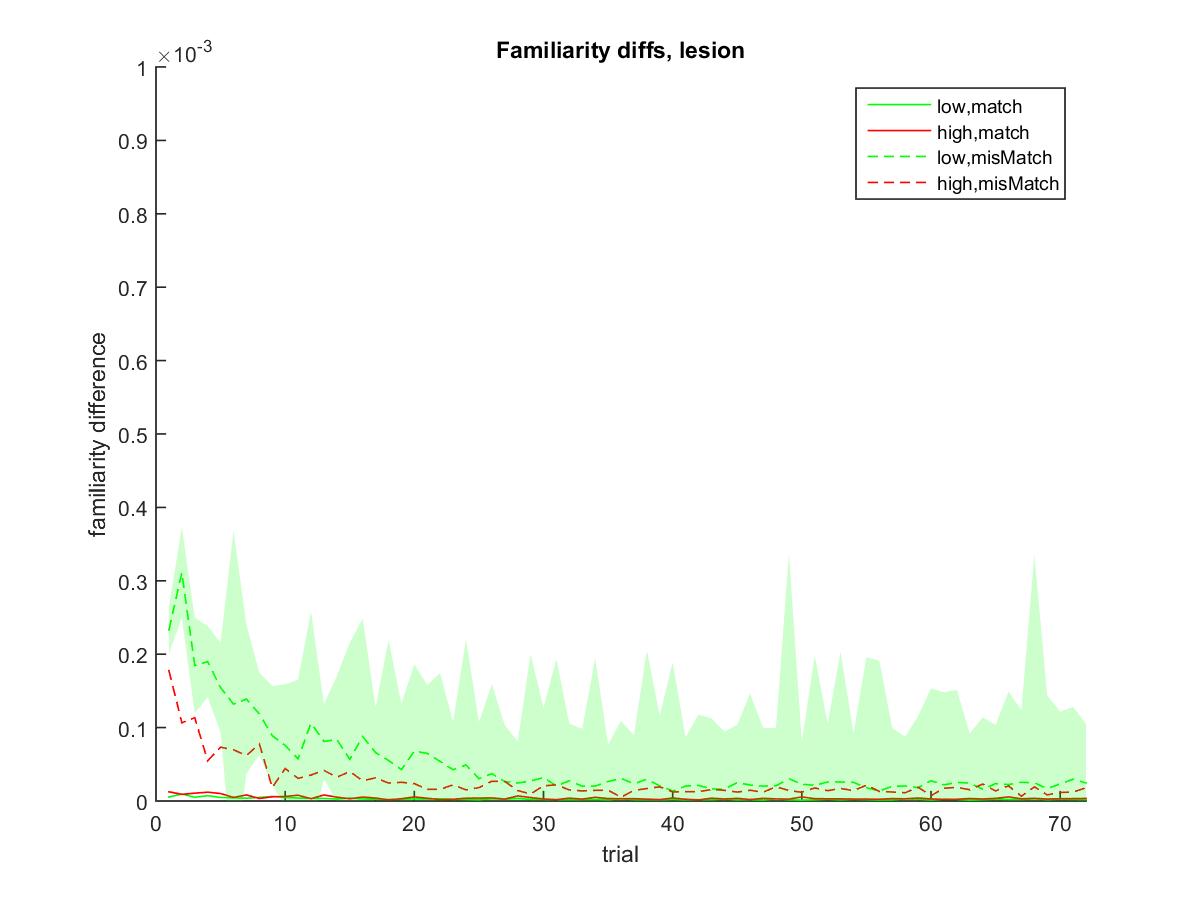 Familiarity diffs, lesion
×10-3
1
0.9
0.8
0.7
0.6
0.5
0.4
0.3
0.2
0.1
0
familiarity difference
low,match
high,match
low,misMatch
high,misMatch
0 10 20 30 40 50 60 70
trial